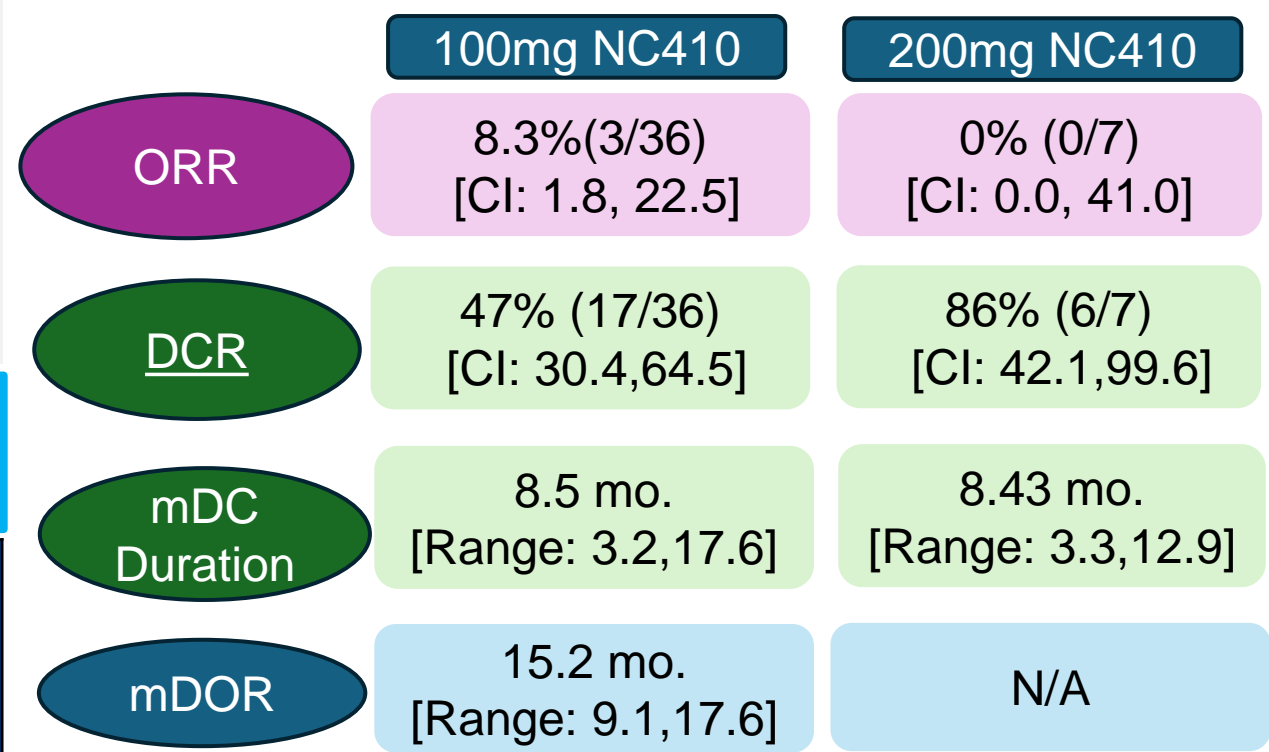 100mg NC410
200mg NC410
ORR
8.3%(3/36)
[CI: 1.8, 22.5]
0% (0/7)
[CI: 0.0, 41.0]
DCR
47% (17/36)
[CI: 30.4,64.5]
86% (6/7)
[CI: 42.1,99.6]
mDC
Duration
8.5 mo.
[Range: 3.2,17.6]
8.43 mo.
[Range: 3.3,12.9]
mDOR
15.2 mo.
[Range: 9.1,17.6]
N/A